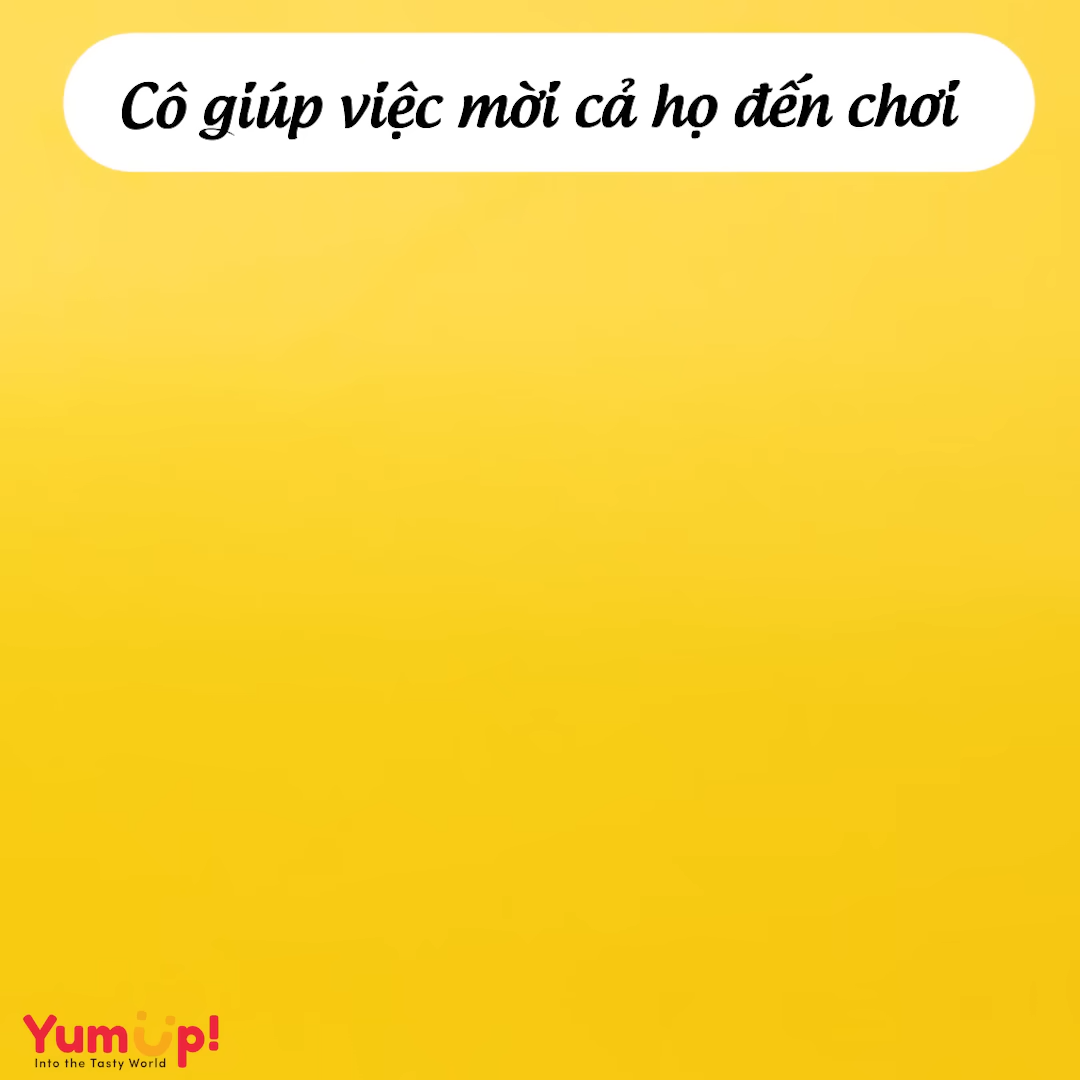 Cô giúp việc mời cả họ đến chơi
YumUp!
Into the Tasty World